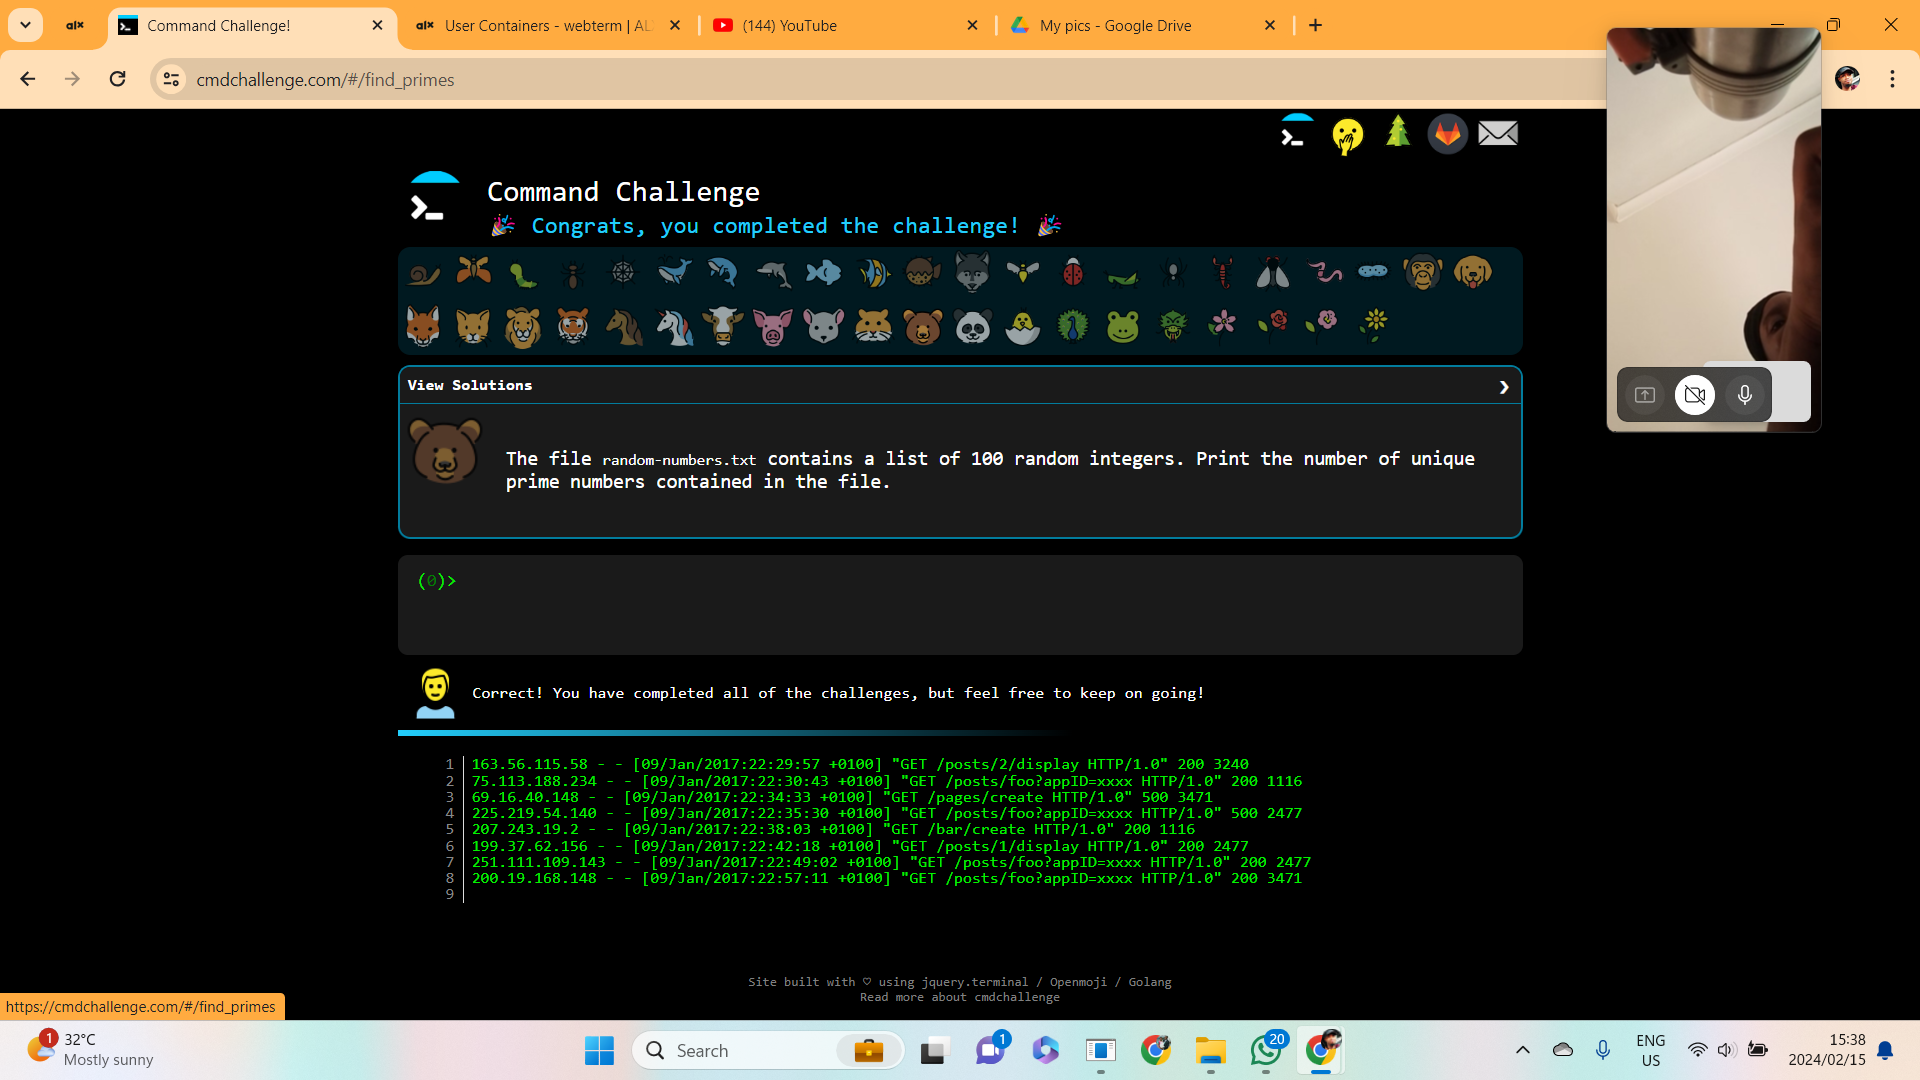 alx
Command Challenge!
alx
User Containers - webterm | AL
(144) YouTube
My pics - Google Drive
cmdchallenge.com/#/find_primes
Command Challenge
Congrats, you completed the challenge!
View Solutions
The file random-numbers.txt contains a list of 100 random integers. Print the number of unique
prime numbers contained in the file.
(0)>
Correct! You have completed all of the challenges, but feel free to keep on going!
1 163.56.115.58 - - [09/Jan/2017:22:29:57 +0100] "GET /posts/2/display HTTP/1.0" 200 3240
2 75.113.188.234 - - [09/Jan/2017:22:30:43 +0100] "GET /posts/foo?appID=xxxx HTTP/1.0" 200 1116
3 69.16.40.148 - - [09/Jan/2017:22:34:33 +0100] "GET /pages/create HTTP/1.0" 500 3471
4 225.219.54.140 - - [09/Jan/2017:22:35:30 +0100] "GET /posts/foo?appID=xxxx HTTP/1.0" 500 2477
5 207.243.19.2 - - [09/Jan/2017:22:38:03 +0100] "GET /bar/create HTTP/1.0" 200 1116
6 199.37.62.156 - - [09/Jan/2017:22:42:18 +0100] "GET /posts/1/display HTTP/1.0" 200 2477
7 251.111.109.143 - - [09/Jan/2017:22:49:02 +0100] "GET /posts/foo?appID=xxxx HTTP/1.0" 200 2477
8 200.19.168.148 - - [09/Jan/2017:22:57:11 +0100] "GET /posts/foo?appID=xxxx HTTP/1.0" 200 3471
9
Site built with ♡ using jquery.terminal / Openmoji / Golang
Read more about cmdchallenge
https://cmdchallenge.com/#/find_primes
1
32°C
Mostly sunny
Search
1
20
ENG
US
15:38
2024/02/15